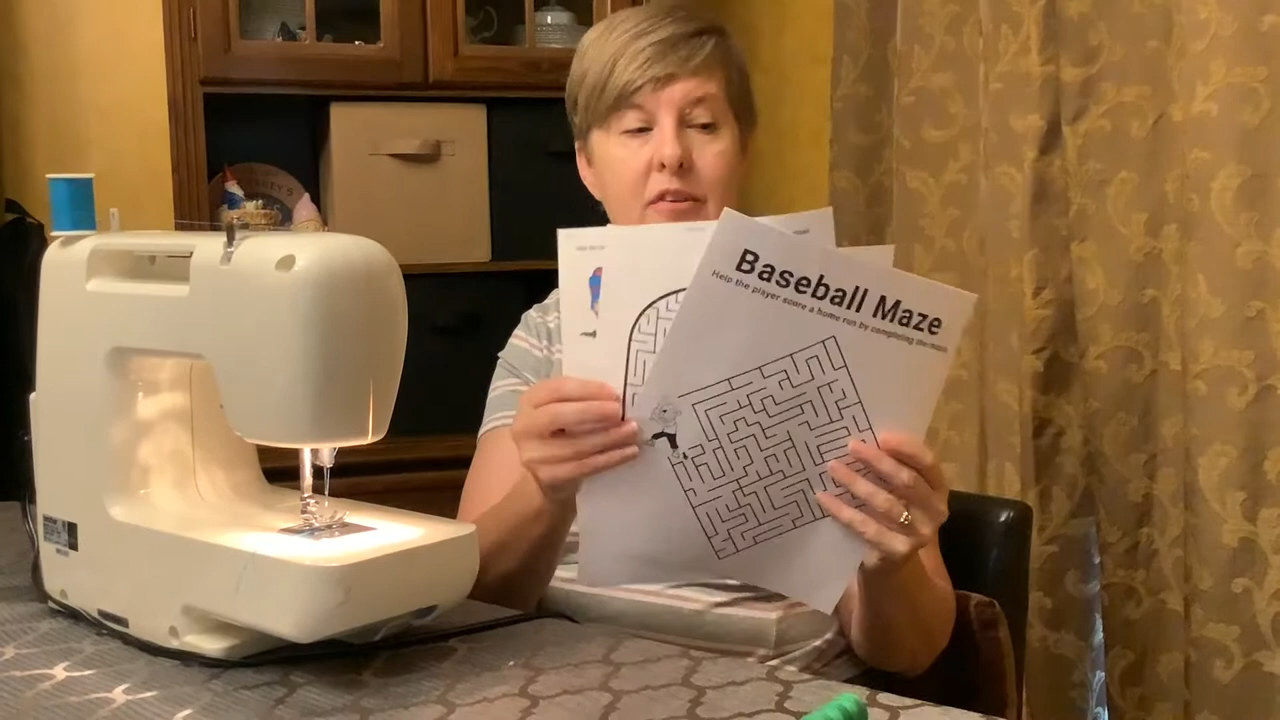 Baseball Maze
Help the player score a home run by completing the maze